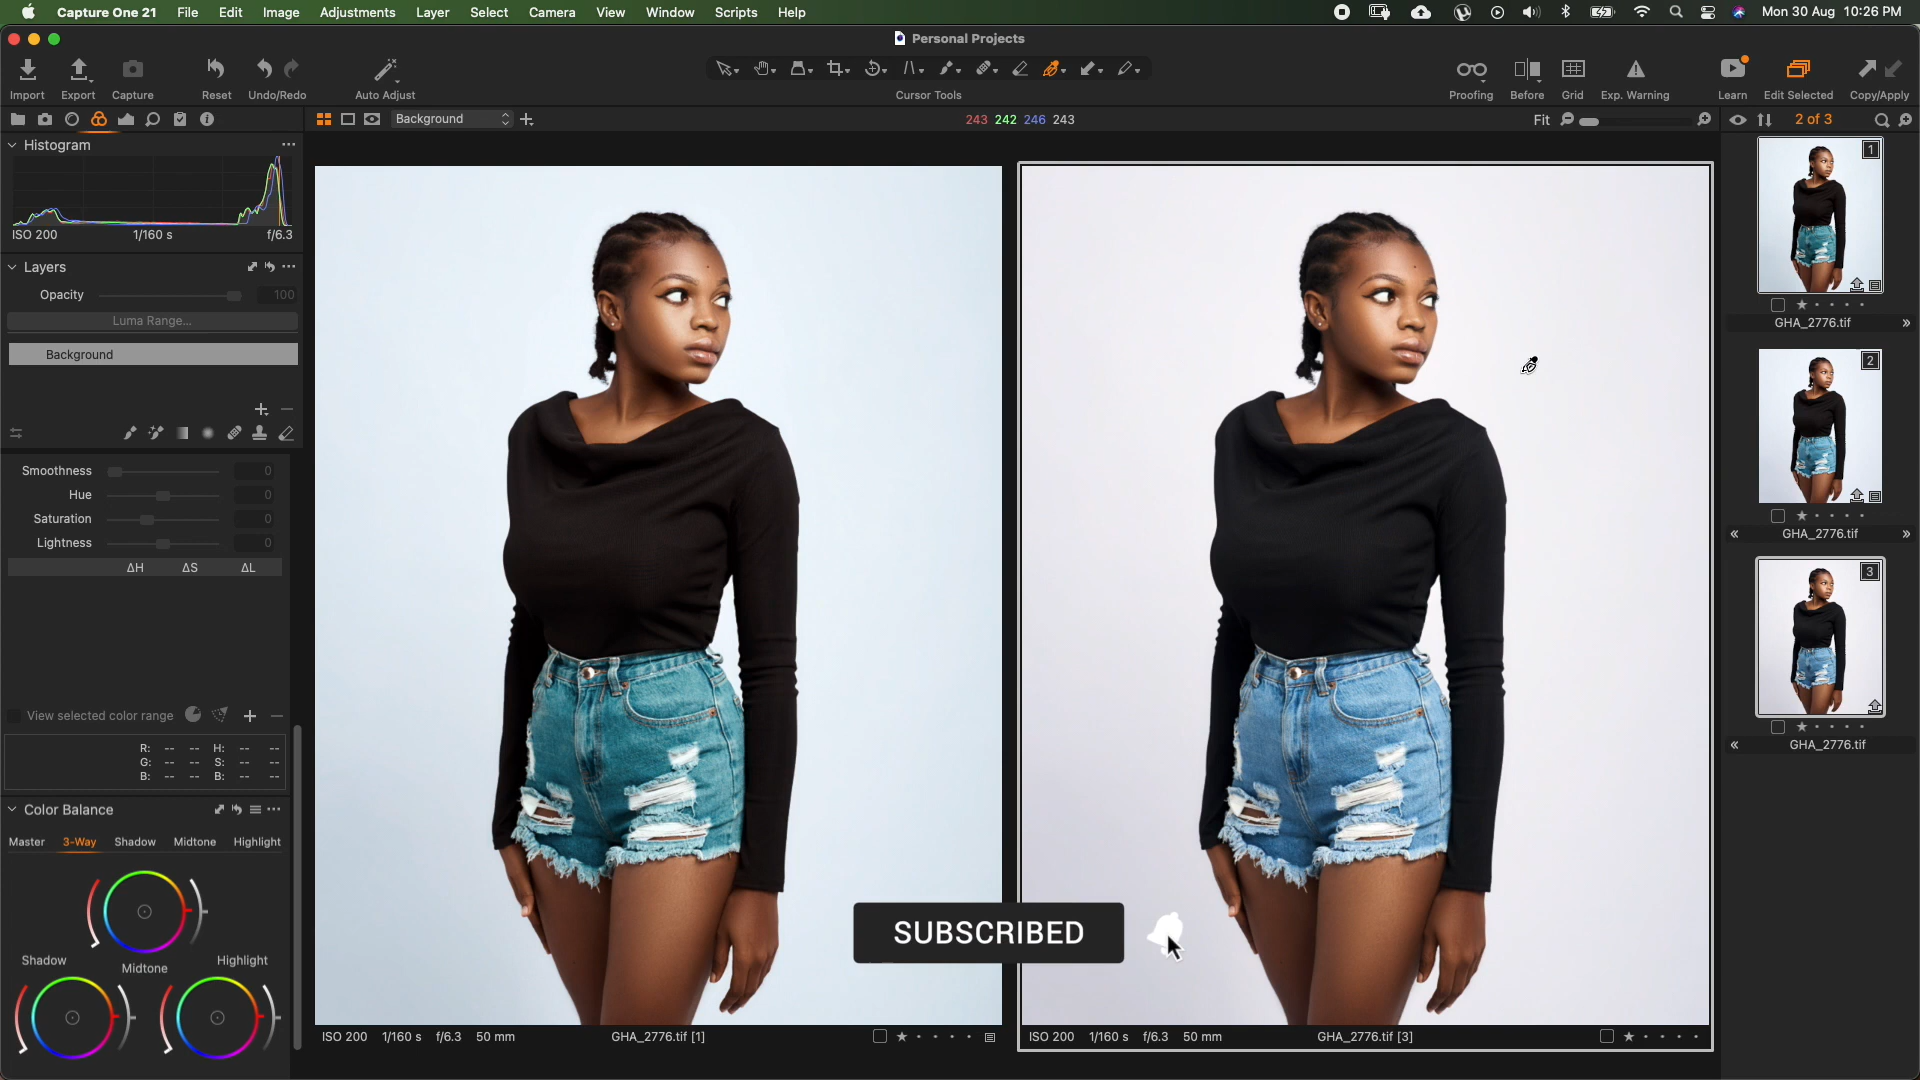 Capture One 21 File Edit Image Adjustments Layer Select Camera View Window Scripts Help Mon 30 Aug 10:26 PM
Personal Projects
Import Export Capture Reset Undo/Redo Auto Adjust Cursor Tools Proofing Before Grid Exp. Warning Learn Edit Selected Copy/Apply
Background 243 242 246 243 Fit 2 of 3
Histogram
ISO 200 1/160 s f/6.3
Layers
Opacity 100
Luma Range...
Background
Smoothness 0
Hue 0
Saturation 0
Lightness 0
ΔH ΔS ΔL
View selected color range
R: -- -- H: -- --
G: -- -- S: -- --
B: -- -- B: -- --
Color Balance
Master 3-Way Shadow Midtone Highlight
Shadow Midtone Highlight
SUBSCRIBED
ISO 200 1/160 s f/6.3 50 mm GHA_2776.tif [1]
ISO 200 1/160 s f/6.3 50 mm GHA_2776.tif [3]
1
GHA_2776.tif »
2
« GHA_2776.tif »
3
« GHA_2776.tif